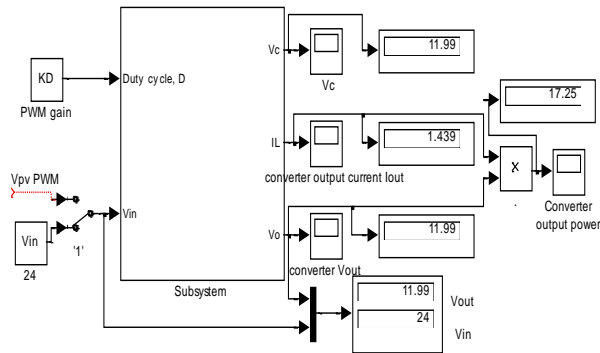 Vc
11.99
Vc
KD
Duty cycle, D
PWM gain
17.25
IL
1.439
converter output current Iout
X
.
Converter
output power
Vpv PWM
Vin
Vin
'1'
24
Vo
11.99
converter Vout
Subsystem
11.99
Vout
24
Vin